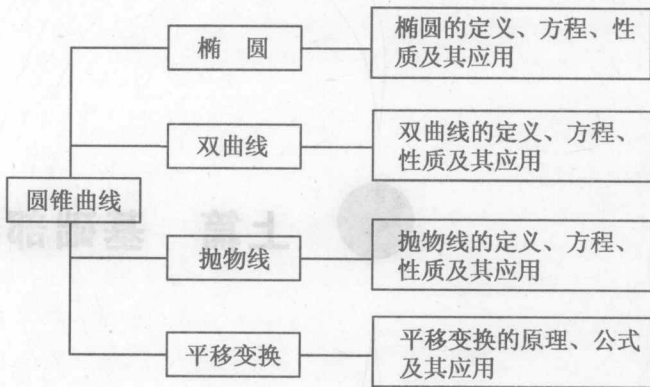 椭 圆
椭圆的定义、方程、性
质及其应用
双曲线
双曲线的定义、方程、
性质及其应用
圆锥曲线
抛物线
抛物线的定义、方程、
性质及其应用
平移变换
平移变换的原理、公式
及其应用